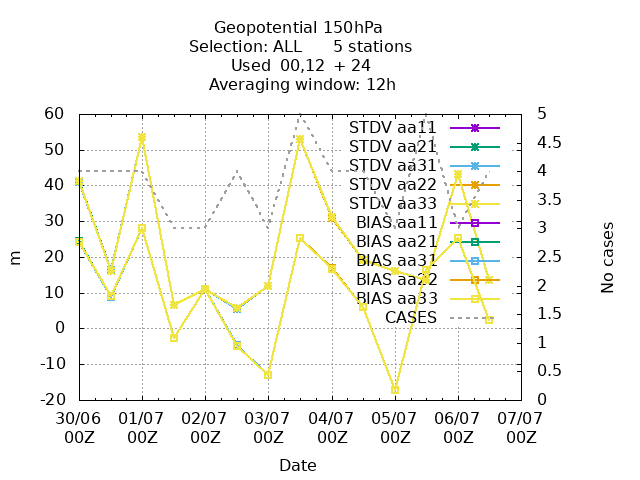 Geopotential 150hPa
Selection: ALL 5 stations
Used 00,12 + 24
Averaging window: 12h
60
50
40
30
20
10
0
-10
-20
m
5
4.5
4
3.5
3
2.5
2
1.5
1
0.5
0
No cases
STDV aa11
STDV aa21
STDV aa31
STDV aa22
STDV aa33
BIAS aa11
BIAS aa21
BIAS aa31
BIAS aa22
BIAS aa33
CASES
30/06 01/07 02/07 03/07 04/07 05/07 06/07 07/07
00Z 00Z 00Z 00Z 00Z 00Z 00Z 00Z
Date